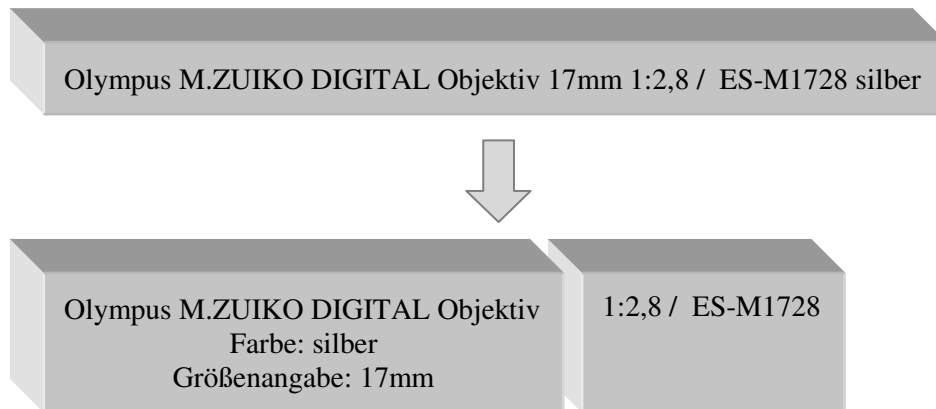 Olympus M.ZUIKO DIGITAL Objektiv 17mm 1:2,8 / ES-M1728 silber
Olympus M.ZUIKO DIGITAL Objektiv
Farbe: silber
Größenangabe: 17mm
1:2,8 / ES-M1728